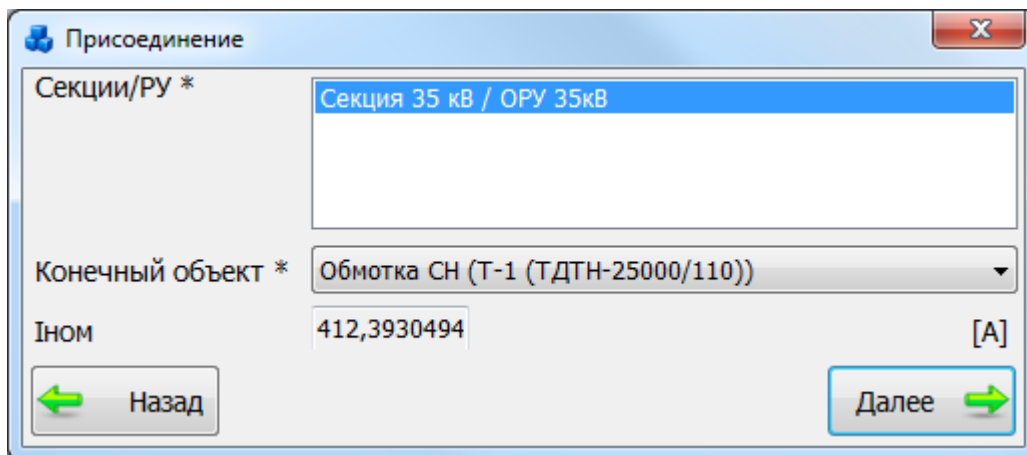 Присоединение
Секции/РУ *
Секция 35 кВ / ОРУ 35кВ
Конечный объект *
Обмотка СН (Т-1 (ТДТН-25000/110))
Iном
412,3930494
[А]
Назад
Далее